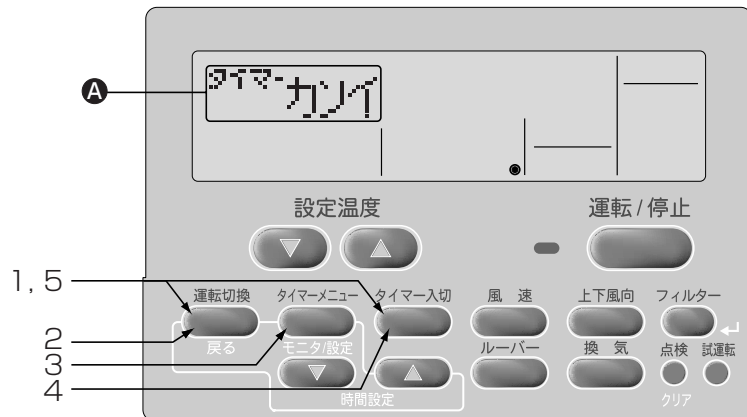 タイマー
カンイ
A
設定温度
運転/停止
▽ △
1, 5
運転切換 タイマーメニュー タイマー入切 風 速 上下風向 フィルター
2
戻る モニタ/設定 ルーバー 換 気 点検 試運転
3
4
▽ △
時間設定 クリア